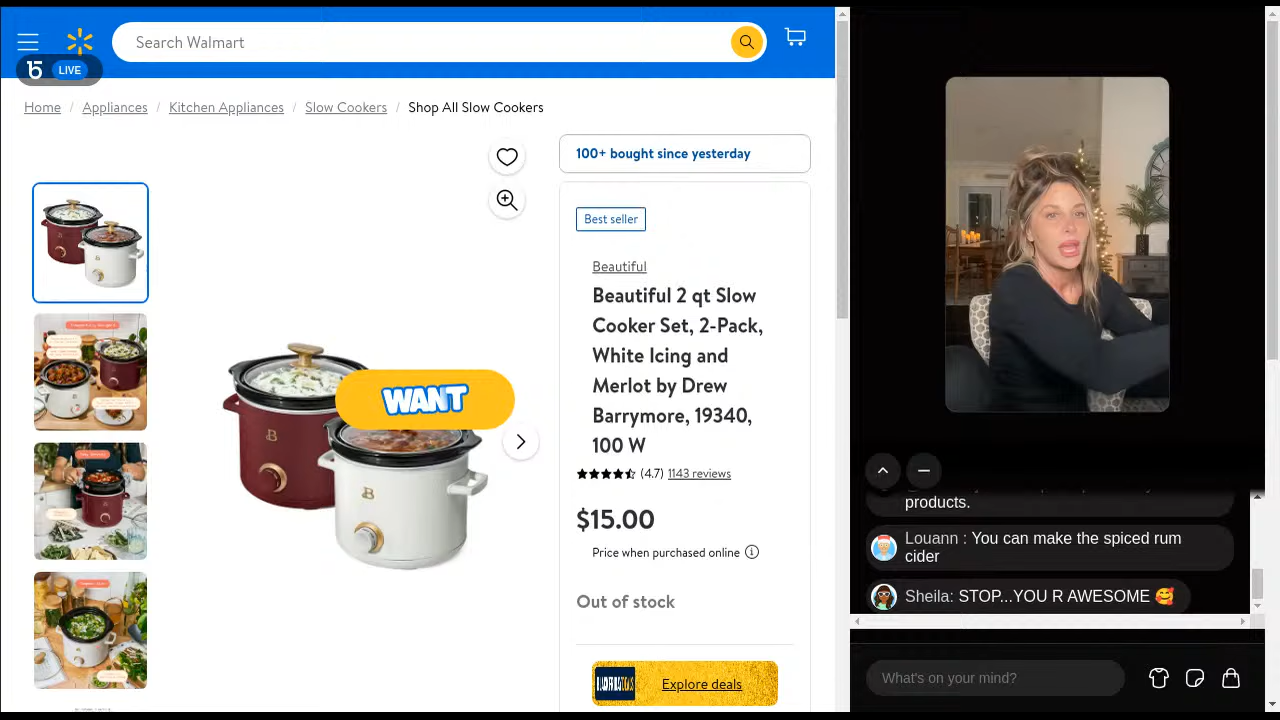 Search Walmart
LIVE
Home / Appliances / Kitchen Appliances / Slow Cookers / Shop All Slow Cookers
100+ bought since yesterday
Best seller
Beautiful
Beautiful 2 qt Slow
Cooker Set, 2-Pack,
White Icing and
Merlot by Drew
Barrymore, 19340,
100 W
(4.7) 1143 reviews
$15.00
Price when purchased online
Out of stock
Explore deals
WANT
products.
Louann : You can make the spiced rum
cider
Sheila: STOP...YOU R AWESOME 🥰
What's on your mind?